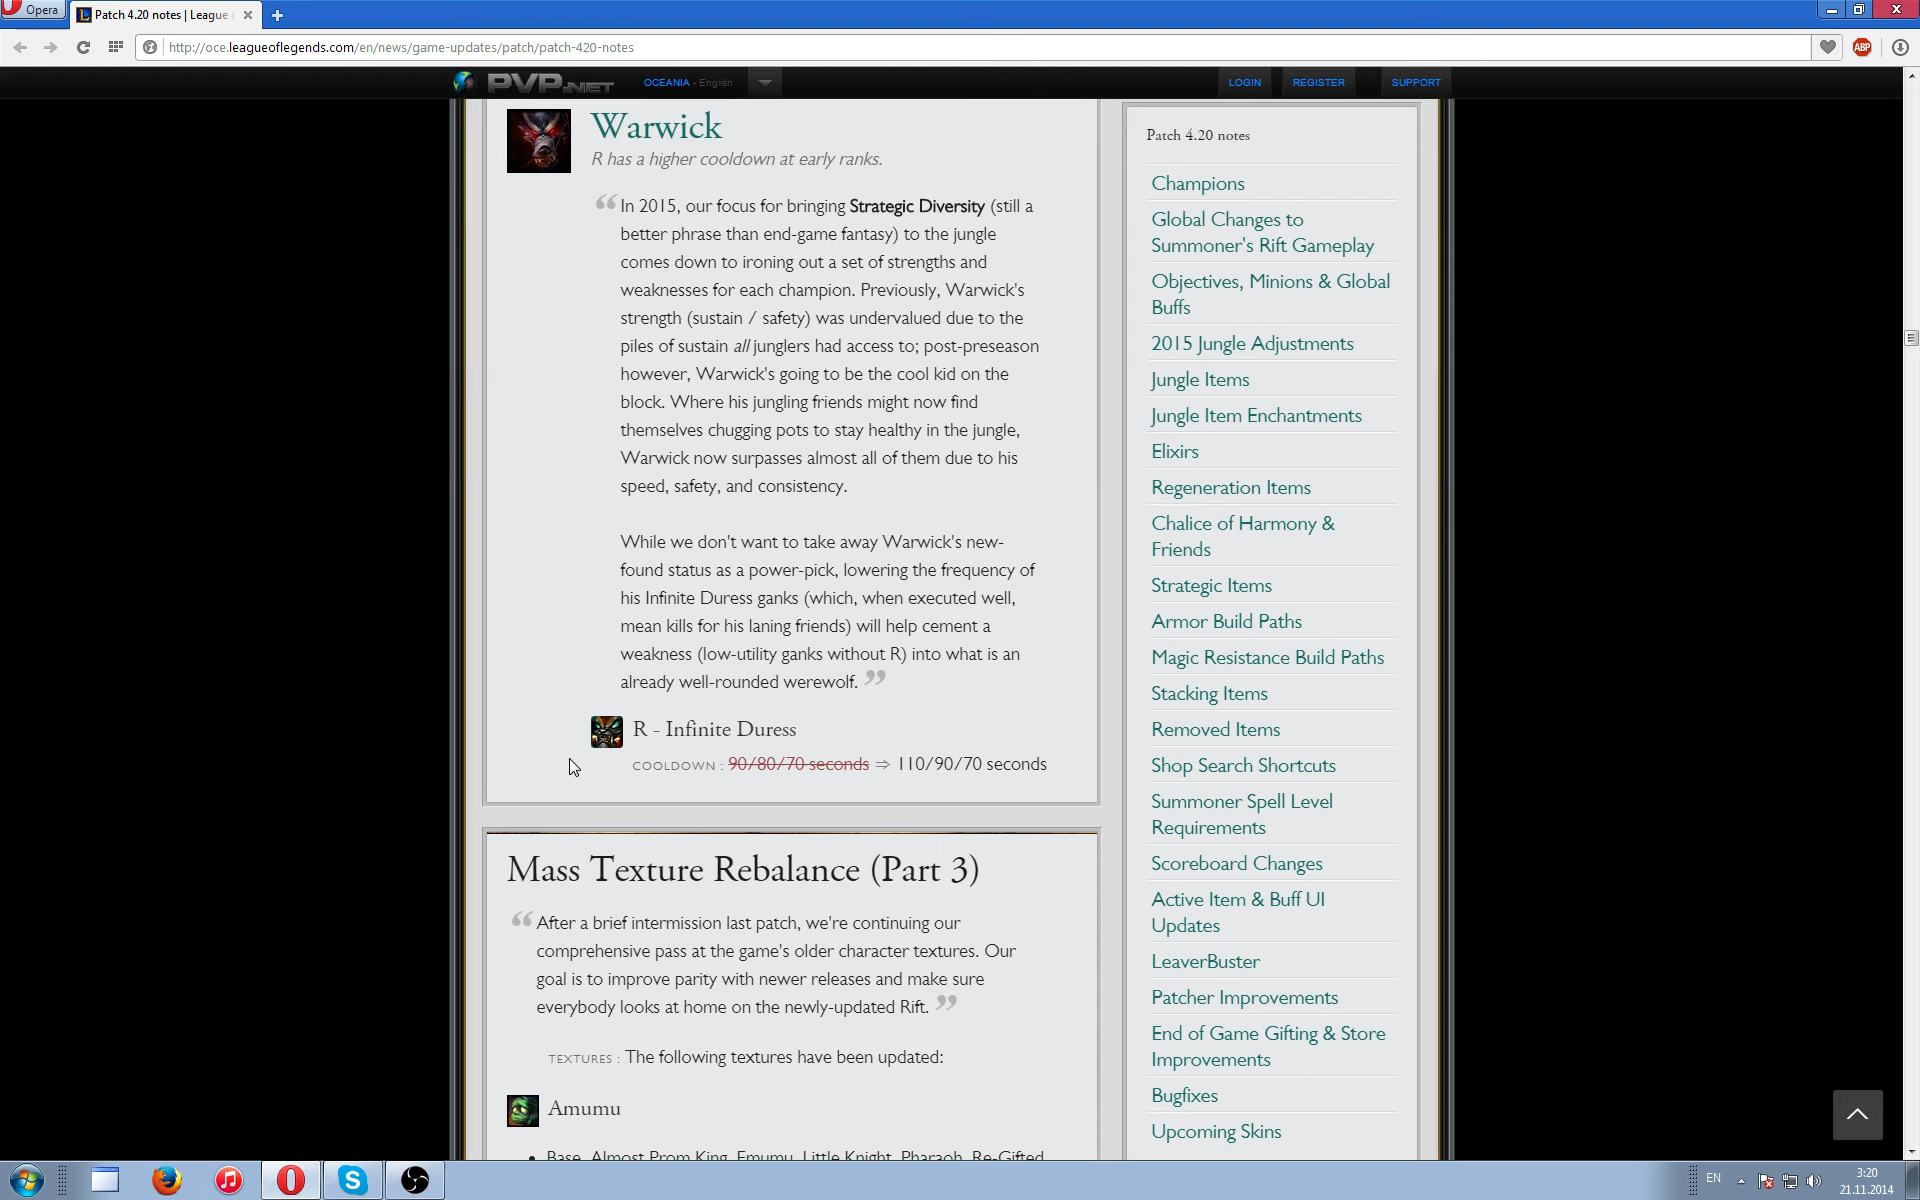 Opera
Patch 4.20 notes | League o
http://oce.leagueoflegends.com/en/news/game-updates/patch/patch-420-notes
ABP
PVP.NET
OCEANIA - English
LOGIN
REGISTER
SUPPORT
Warwick
R has a higher cooldown at early ranks.
“ In 2015, our focus for bringing Strategic Diversity (still a
better phrase than end-game fantasy) to the jungle
comes down to ironing out a set of strengths and
weaknesses for each champion. Previously, Warwick's
strength (sustain / safety) was undervalued due to the
piles of sustain all junglers had access to; post-preseason
however, Warwick's going to be the cool kid on the
block. Where his jungling friends might now find
themselves chugging pots to stay healthy in the jungle,
Warwick now surpasses almost all of them due to his
speed, safety, and consistency.
While we don't want to take away Warwick's new-
found status as a power-pick, lowering the frequency of
his Infinite Duress ganks (which, when executed well,
mean kills for his laning friends) will help cement a
weakness (low-utility ganks without R) into what is an
already well-rounded werewolf. ”
R - Infinite Duress
COOLDOWN : 90/80/70 seconds ⇒ 110/90/70 seconds
Mass Texture Rebalance (Part 3)
“ After a brief intermission last patch, we're continuing our
comprehensive pass at the game's older character textures. Our
goal is to improve parity with newer releases and make sure
everybody looks at home on the newly-updated Rift. ”
TEXTURES : The following textures have been updated:
Amumu
• Base, Almost Prom King, Emumu, Little Knight, Pharaoh, Re-Gifted
Patch 4.20 notes
Champions
Global Changes to
Summoner's Rift Gameplay
Objectives, Minions & Global
Buffs
2015 Jungle Adjustments
Jungle Items
Jungle Item Enchantments
Elixirs
Regeneration Items
Chalice of Harmony &
Friends
Strategic Items
Armor Build Paths
Magic Resistance Build Paths
Stacking Items
Removed Items
Shop Search Shortcuts
Summoner Spell Level
Requirements
Scoreboard Changes
Active Item & Buff UI
Updates
LeaverBuster
Patcher Improvements
End of Game Gifting & Store
Improvements
Bugfixes
Upcoming Skins
EN
3:20
21.11.2014